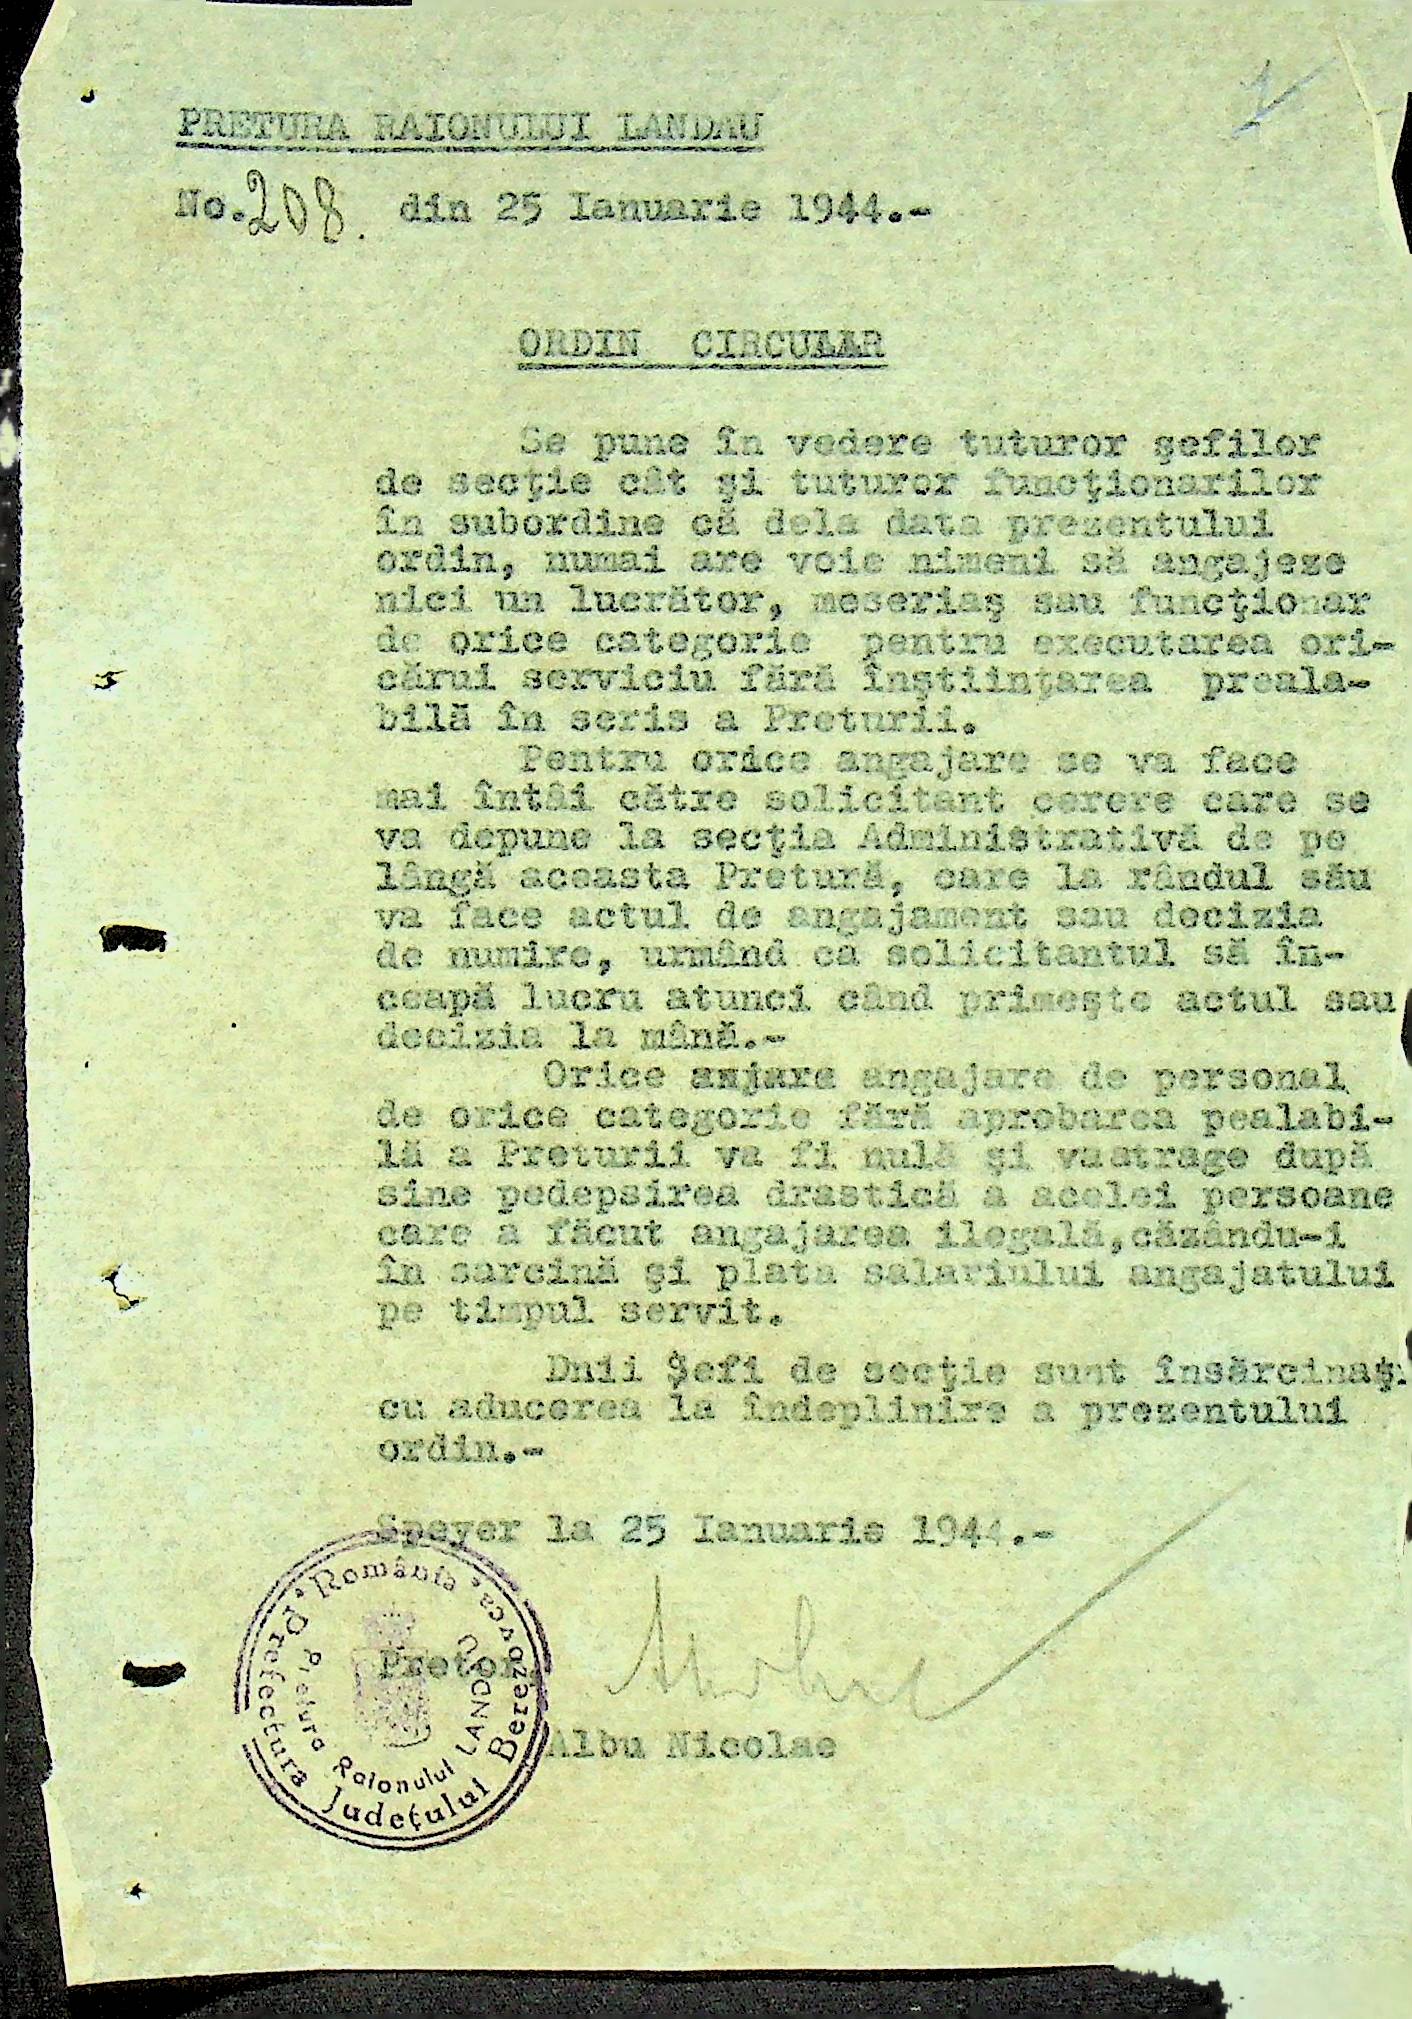 1
PRETURA RAIONULUI LANDAU
No. 208. din 25 Ianuarie 1944.-
ORDIN CIRCULAR
Se pune în vedere tuturor şefilor
de secţie cât şi tuturor funcţionarilor
în subordine că dela data prezentului
ordin, numai are voie nimeni să angajeze
nici un lucrător, meseriaş sau funcţionar
de orice categorie pentru executarea ori-
cărui serviciu fără înştiinţarea preala-
bilă în scris a Preturii.
Pentru orice angajare se va face
mai întâi către solicitant cerere care se
va depune la secţia Administrativă de pe
lângă aceasta Pretură, care la rândul său
va face actul de angajament sau decizia
de numire, urmând ca solicitantul să în-
ceapă lucru atunci când primeşte actul sau
decizia la mână.-
Orice angajare de personal
de orice categorie fără aprobarea pealabi-
lă a Preturii va fi nulă şi vastrage după
sine pedepsirea drastică a acelei persoane
care a făcut angajarea ilegală,căzându-i
în sarcină şi plata salariului angajatului
pe timpul servit.
Dnii Şefi de secţie sunt însărcinaţi
cu aducerea la îndeplinire a prezentului
ordin.-
Speyer la 25 Ianuarie 1944.-
Pretor,
Albu Nicolae
România
Prefectura Judeţului Berezovca
Pretura Raionului LANDAU